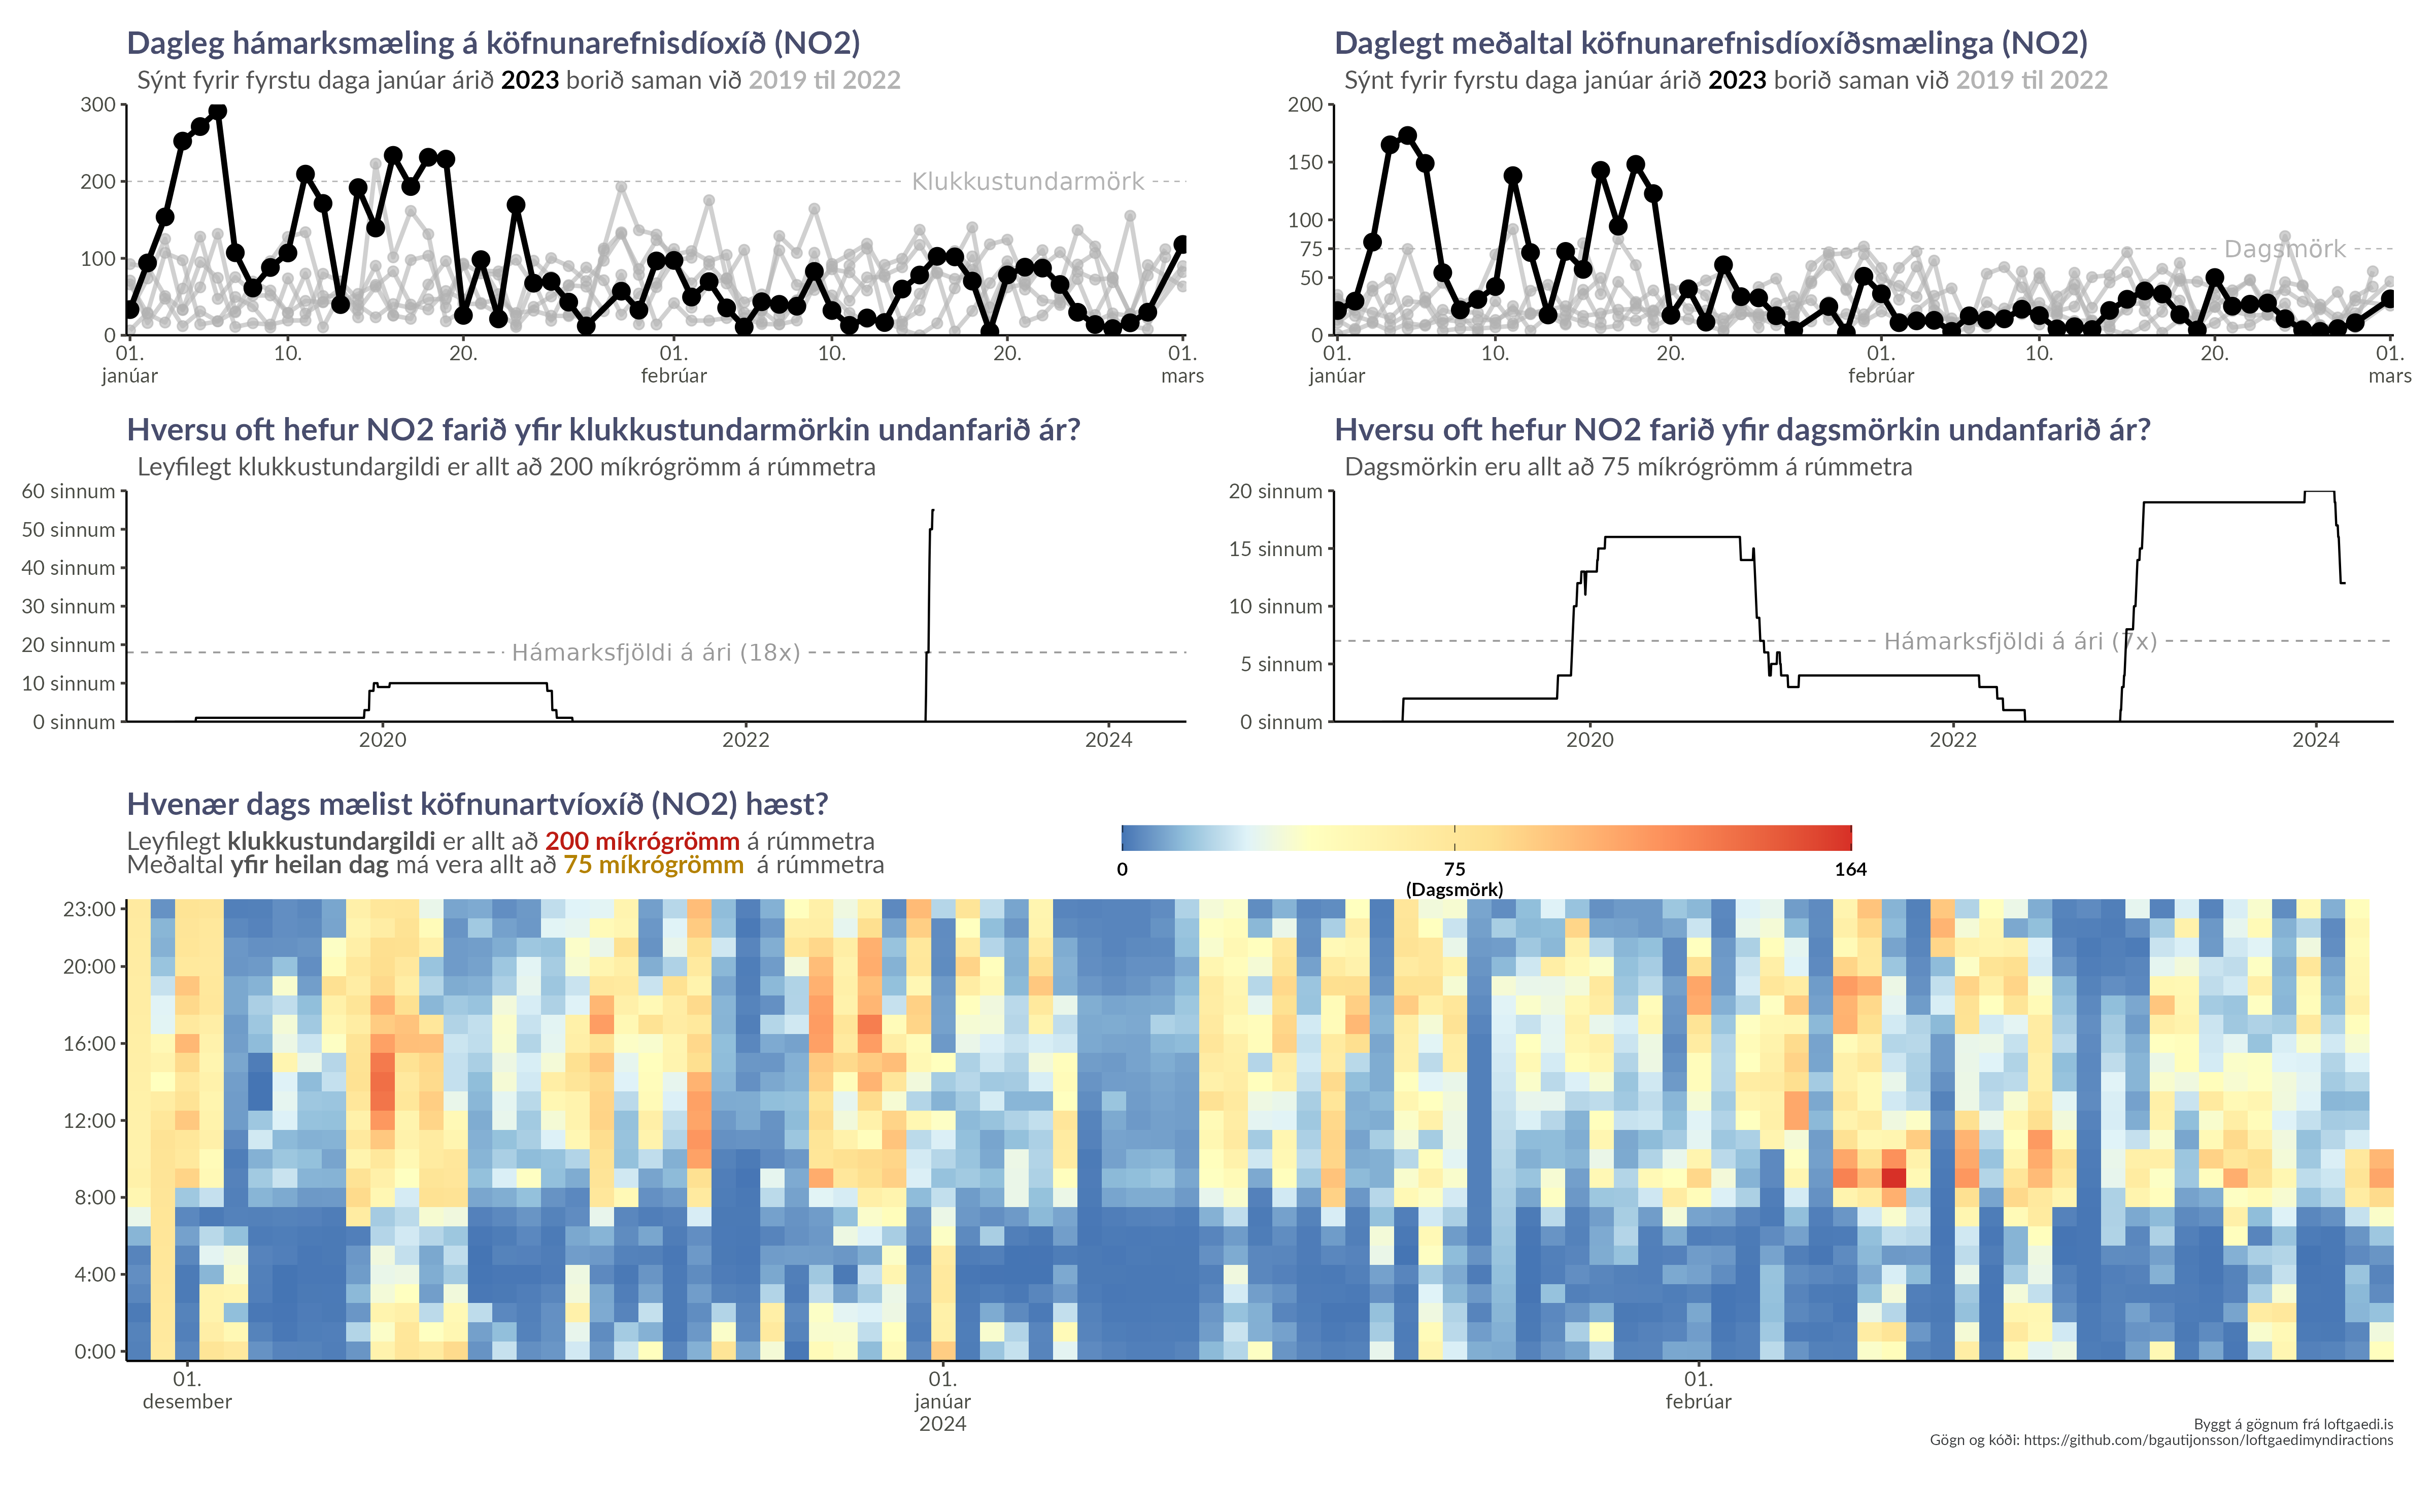 Dagleg hámarksmæling á köfnunarefnisdíoxíð (NO2)
Sýnt fyrir fyrstu daga janúar árið 2023 borið saman við 2019 til 2022
300
200
100
0
Klukkustundarmörk
01. janúar
10.
20.
01. febrúar
10.
20.
01. mars
Daglegt meðaltal köfnunarefnisdíoxíðsmælinga (NO2)
Sýnt fyrir fyrstu daga janúar árið 2023 borið saman við 2019 til 2022
200
150
100
75
50
0
Dagsmörk
01. janúar
10.
20.
01. febrúar
10.
20.
01. mars
Hversu oft hefur NO2 farið yfir klukkustundarmörkin undanfarið ár?
Leyfilegt klukkustundargildi er allt að 200 míkrógrömm á rúmmetra
60 sinnum
50 sinnum
40 sinnum
30 sinnum
20 sinnum
10 sinnum
0 sinnum
Hámarksfjöldi á ári (18x)
2020
2022
2024
Hversu oft hefur NO2 farið yfir dagsmörkin undanfarið ár?
Dagsmörkin eru allt að 75 míkrógrömm á rúmmetra
20 sinnum
15 sinnum
10 sinnum
5 sinnum
0 sinnum
Hámarksfjöldi á ári (7x)
2020
2022
2024
Hvenær dags mælist köfnunartvíoxíð (NO2) hæst?
Leyfilegt klukkustundargildi er allt að 200 míkrógrömm á rúmmetra
Meðaltal yfir heilan dag má vera allt að 75 míkrógrömm á rúmmetra
0
75
(Dagsmörk)
164
23:00
20:00
16:00
12:00
8:00
4:00
0:00
01.
desember
01.
janúar
2024
01.
febrúar
Byggt á gögnum frá loftgaedi.is
Gögn og kóði: https://github.com/bgautijonsson/loftgaedimyndiractions